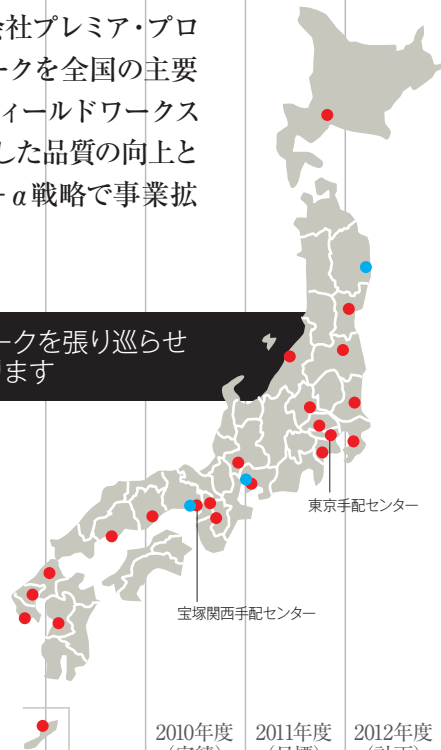 会社プレミア・プロ
ークを全国の主要
ィールドワークス
した品質の向上と
-α戦略で事業拡
ークを張り巡らせ
ます
東京手配センター
宝塚関西手配センター
2010年度 2011年度 2012年度